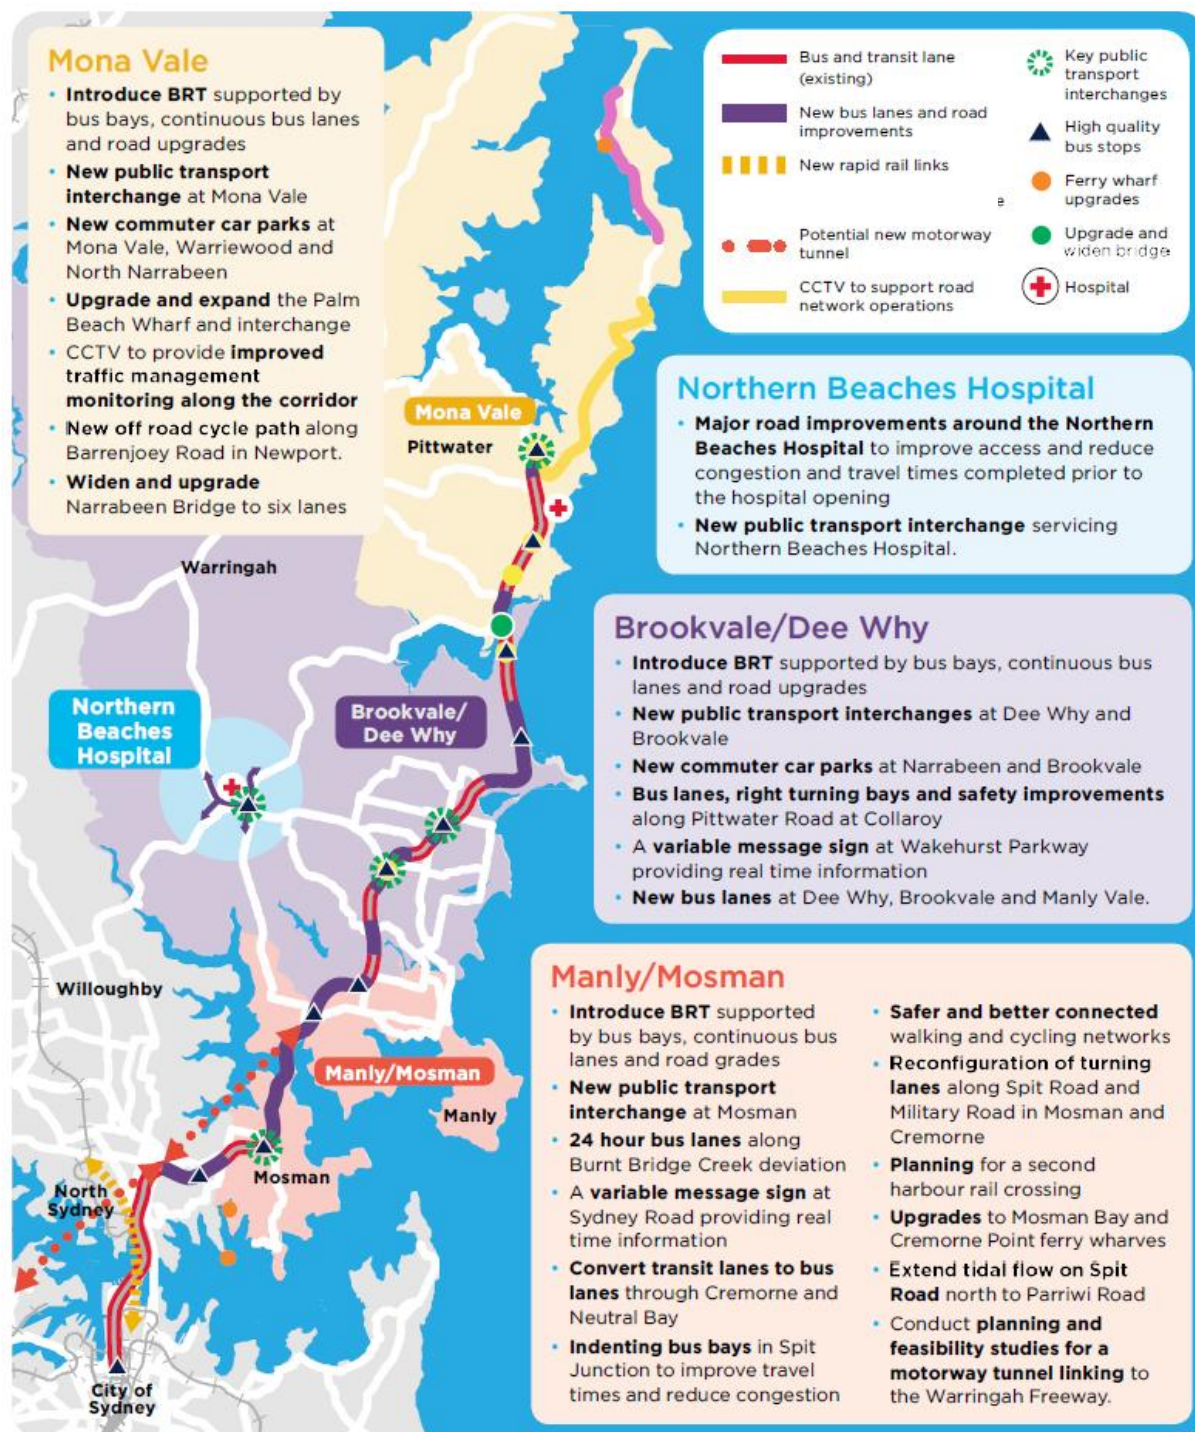 Mona Vale
• Introduce BRT supported by
bus bays, continuous bus lanes
and road upgrades
• New public transport
interchange at Mona Vale
• New commuter car parks at
Mona Vale, Warriewood and
North Narrabeen
• Upgrade and expand the Palm
Beach Wharf and interchange
• CCTV to provide improved
traffic management
monitoring along the corridor
• New off road cycle path along
Barrenjoey Road in Newport.
• Widen and upgrade
Narrabeen Bridge to six lanes
Bus and transit lane
(existing)
New bus lanes and road
improvements
New rapid rail links
e
Potential new motorway
tunnel
CCTV to support road
network operations
Key public
transport
interchanges
High quality
bus stops
Ferry wharf
upgrades
Upgrade and
widen bridge
Hospital
Mona Vale
Pittwater
Northern Beaches Hospital
• Major road improvements around the Northern
Beaches Hospital to improve access and reduce
congestion and travel times completed prior to
the hospital opening
• New public transport interchange servicing
Northern Beaches Hospital.
Warringah
Northern
Beaches
Hospital
Brookvale/
Dee Why
Brookvale/Dee Why
• Introduce BRT supported by bus bays, continuous bus
lanes and road upgrades
• New public transport interchanges at Dee Why and
Brookvale
• New commuter car parks at Narrabeen and Brookvale
• Bus lanes, right turning bays and safety improvements
along Pittwater Road at Collaroy
• A variable message sign at Wakehurst Parkway
providing real time information
• New bus lanes at Dee Why, Brookvale and Manly Vale.
Willoughby
Manly/Mosman
Manly
Mosman
North
Sydney
City of
Sydney
Manly/Mosman
• Introduce BRT supported
by bus bays, continuous bus
lanes and road grades
• New public transport
interchange at Mosman
• 24 hour bus lanes along
Burnt Bridge Creek deviation
• A variable message sign at
Sydney Road providing real
time information
• Convert transit lanes to bus
lanes through Cremorne and
Neutral Bay
• Indenting bus bays in Spit
Junction to improve travel
times and reduce congestion
• Safer and better connected
walking and cycling networks
• Reconfiguration of turning
lanes along Spit Road and
Military Road in Mosman and
Cremorne
• Planning for a second
harbour rail crossing
• Upgrades to Mosman Bay and
Cremorne Point ferry wharves
• Extend tidal flow on Spit
Road north to Parriwi Road
• Conduct planning and
feasibility studies for a
motorway tunnel linking to
the Warringah Freeway.